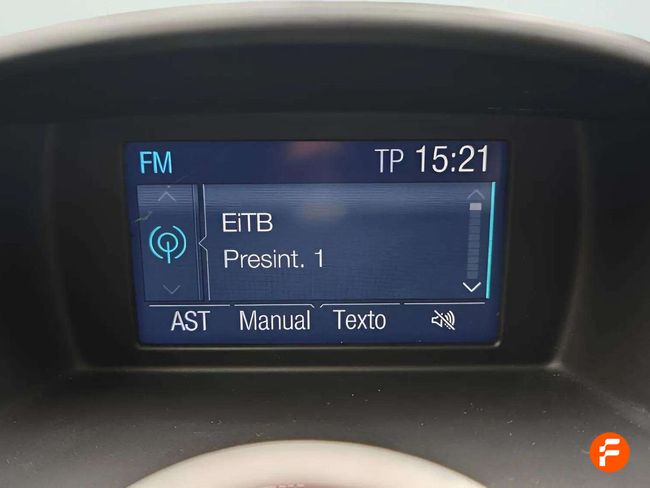 FM TP 15:21
EiTB
Presint. 1
AST Manual Texto